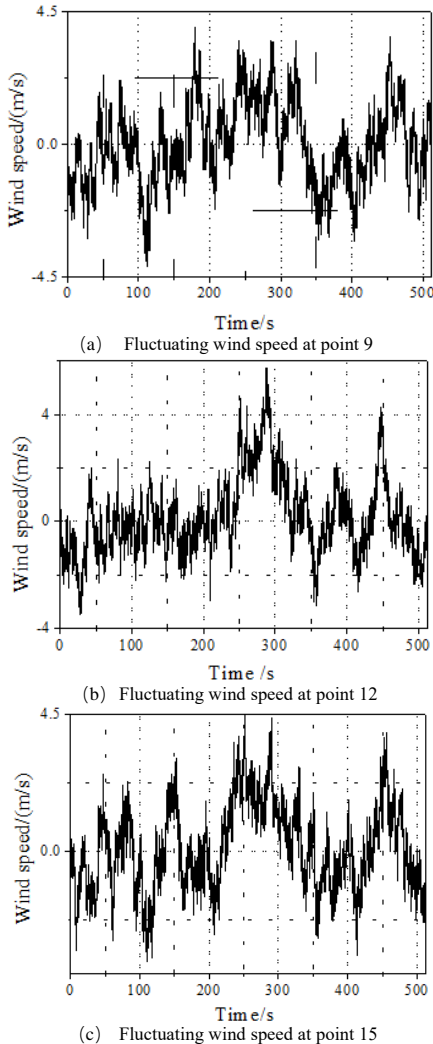 4.5
Wind speed/(m/s)
0.0
-4.5
0 100 200 300 400 500
Time/s
(a) Fluctuating wind speed at point 9
4
Wind speed/(m/s)
0
-4
0 100 200 300 400 500
Time /s
(b) Fluctuating wind speed at point 12
4.5
Wind speed/(m/s)
0.0
0 100 200 300 400 500
Time/s
(c) Fluctuating wind speed at point 15